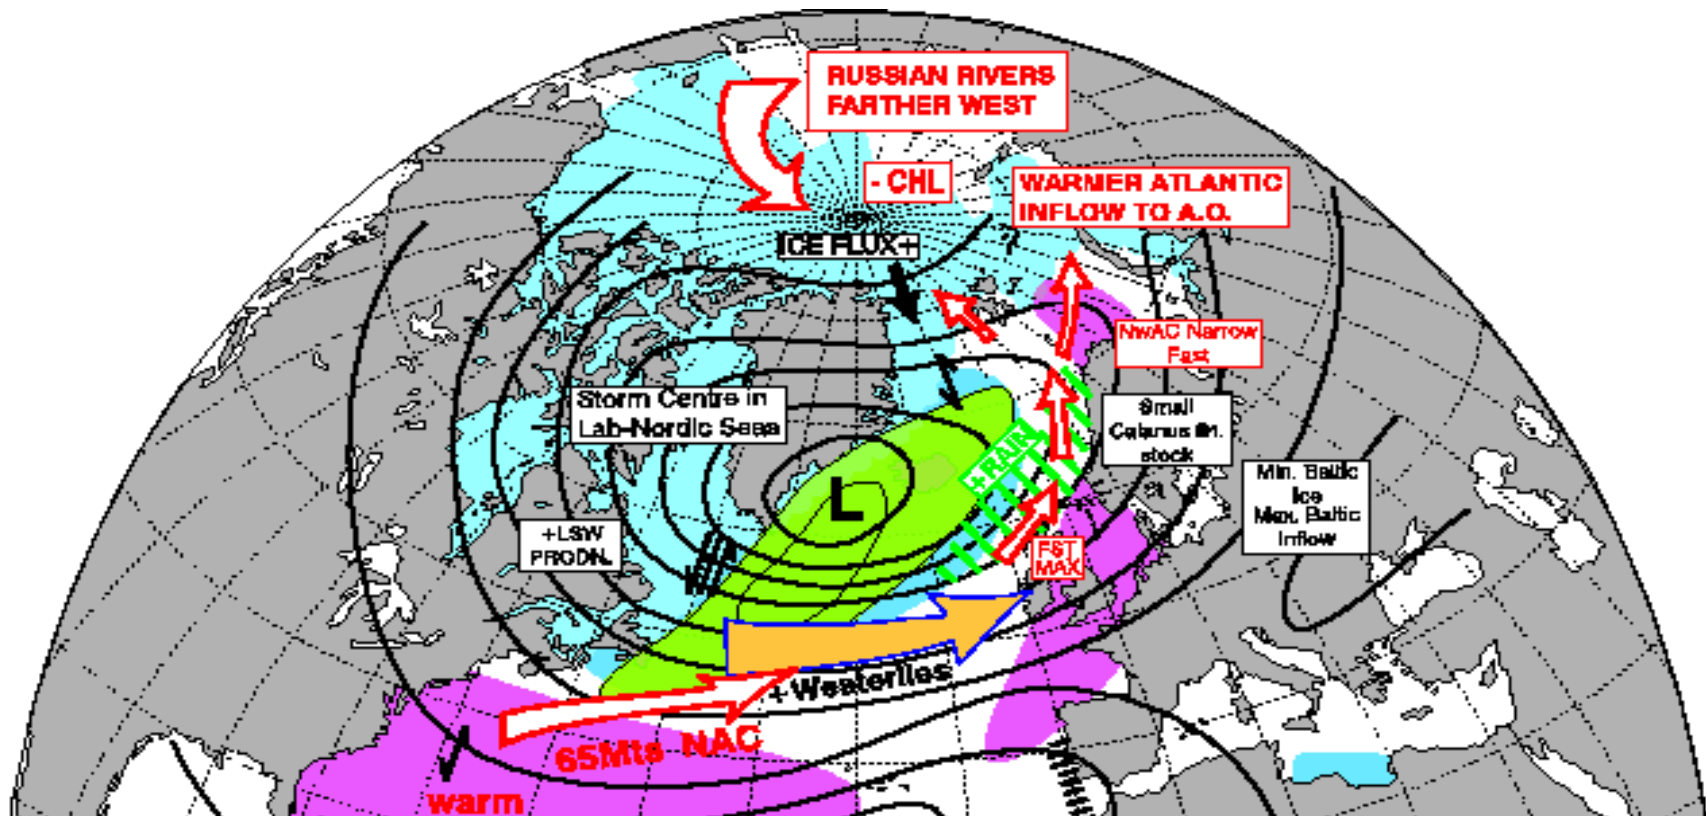 RUSSIAN RIVERS
FARTHER WEST
- CHL
WARMER ATLANTIC
INFLOW TO A.O.
ICE FLUX+
NwAC Narrow
Fast
Storm Centre in
Lab-Nordic Seas
Small
Calanus fin.
stock
+RAIN
Min. Baltic
Ice
Max. Baltic
Inflow
L
+LSW
PRODN.
FST
MAX
+Westerlies
65Mts NAC
warm